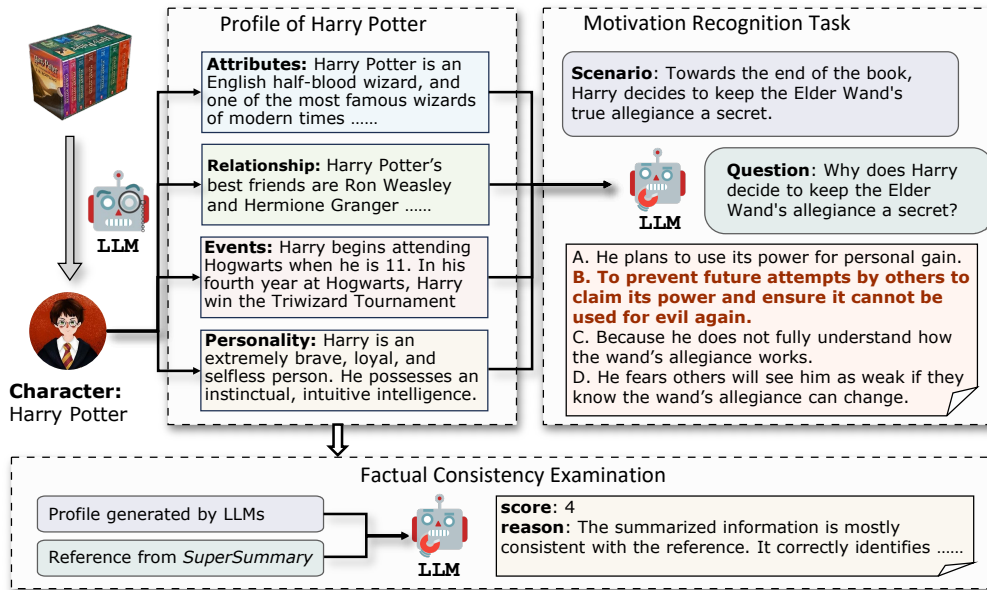 Profile of Harry Potter
Attributes: Harry Potter is an
English half-blood wizard, and
one of the most famous wizards
of modern times ......
Relationship: Harry Potter's
best friends are Ron Weasley
and Hermione Granger ......
Events: Harry begins attending
Hogwarts when he is 11. In his
fourth year at Hogwarts, Harry
win the Triwizard Tournament
Personality: Harry is an
extremely brave, loyal, and
selfless person. He possesses an
instinctual, intuitive intelligence.
LLM
Character:
Harry Potter
Motivation Recognition Task
Scenario: Towards the end of the book,
Harry decides to keep the Elder Wand's
true allegiance a secret.
LLM
Question: Why does Harry
decide to keep the Elder
Wand's allegiance a secret?
A. He plans to use its power for personal gain.
B. To prevent future attempts by others to
claim its power and ensure it cannot be
used for evil again.
C. Because he does not fully understand how
the wand's allegiance works.
D. He fears others will see him as weak if they
know the wand's allegiance can change.
Factual Consistency Examination
Profile generated by LLMs
Reference from SuperSummary
LLM
score: 4
reason: The summarized information is mostly
consistent with the reference. It correctly identifies ......